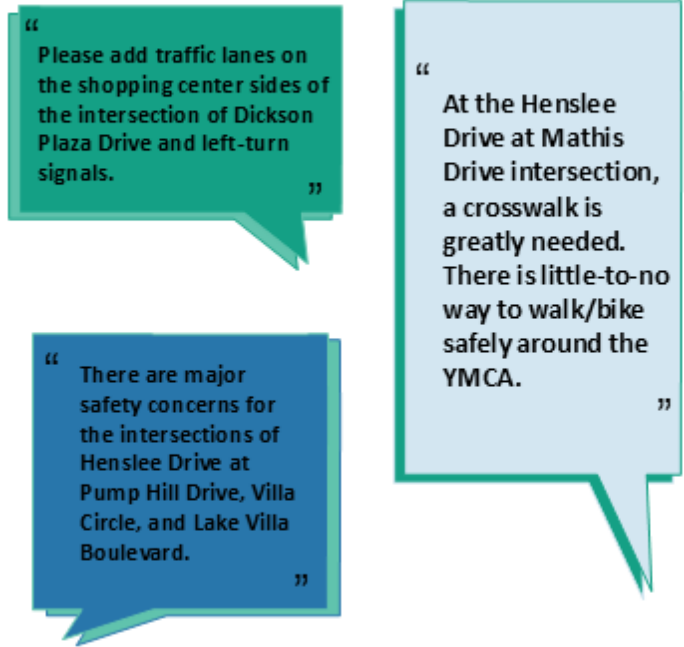 “
Please add traffic lanes on
the shopping center sides of
the intersection of Dickson
Plaza Drive and left-turn
signals.
”
“
At the Henslee
Drive at Mathis
Drive intersection,
a crosswalk is
greatly needed.
There is little-to-no
way to walk/bike
safely around the
YMCA.
”
“
There are major
safety concerns for
the intersections of
Henslee Drive at
Pump Hill Drive, Villa
Circle, and Lake Villa
Boulevard.
”